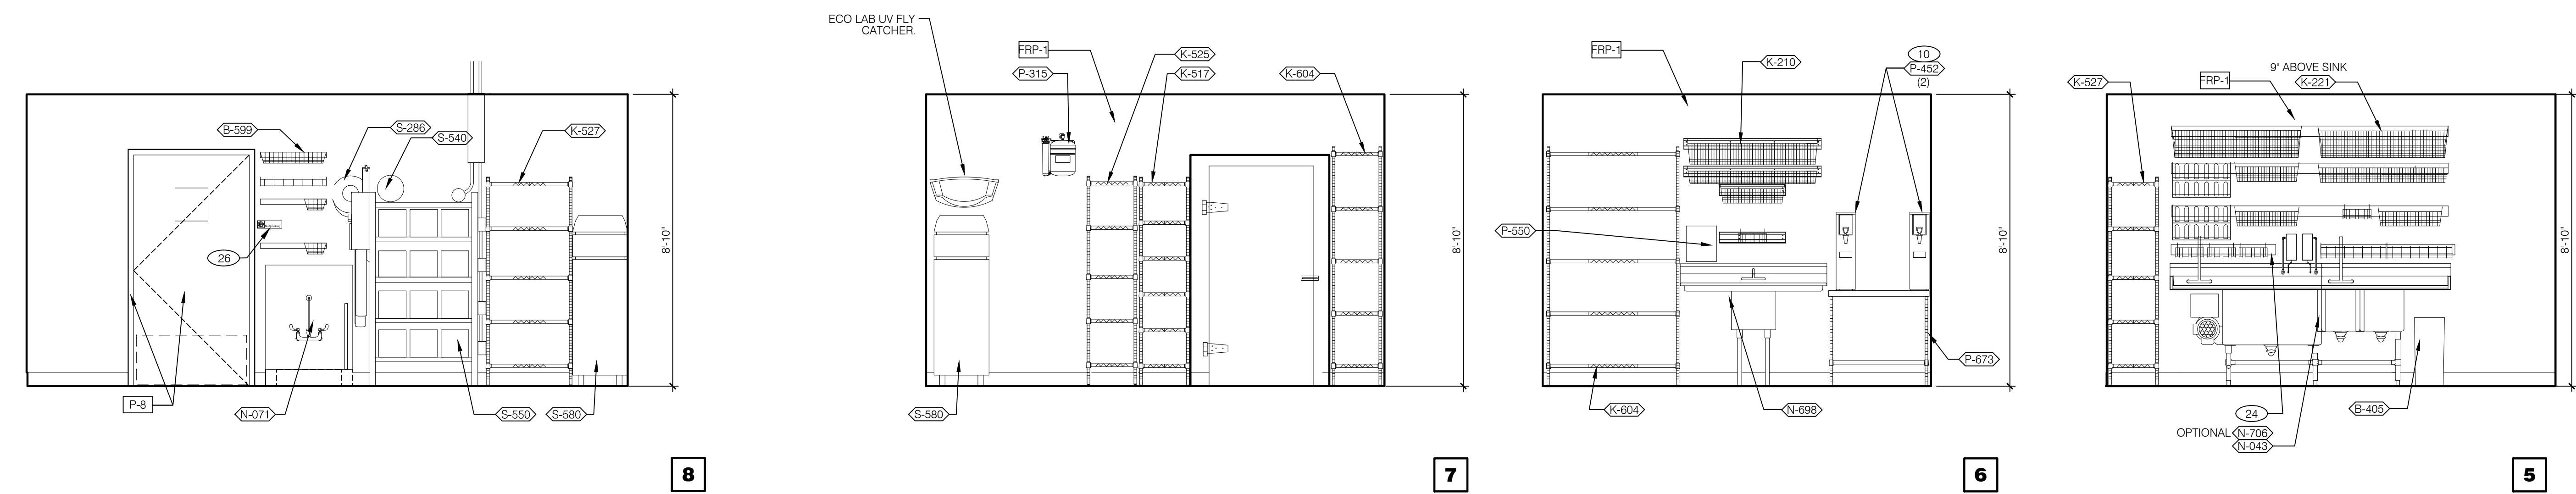 B-599
S-286
S-540
K-527
26
8'-10"
P-8
N-071
S-550
S-580
8
ECO LAB UV FLY
CATCHER.
FRP-1
P-315
K-525
K-517
K-604
8'-10"
S-580
7
FRP-1
K-210
10
P-452
(2)
P-550
8'-10"
P-673
K-604
N-698
6
9" ABOVE SINK
K-527
FRP-1
K-221
8'-10"
24
B-405
OPTIONAL N-706
N-043
5